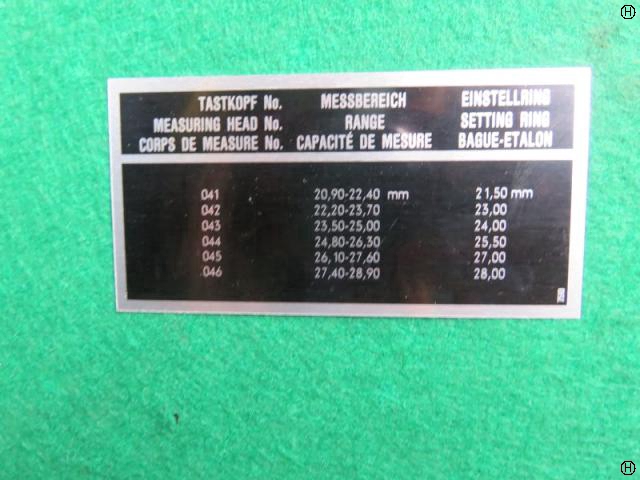 TASTKOPF No. MESSBEREICH EINSTELLRING
MEASURING HEAD No. RANGE SETTING RING
CORPS DE MESURE No. CAPACITÉ DE MESURE BAGUE-ETALON
041 20,90-22,40 mm 21,50 mm
042 22,20-23,70 23,00
043 23,50-25,00 24,00
044 24,80-26,30 25,50
045 26,10-27,60 27,00
.046 27,40-28,90 28,00
H
H
H